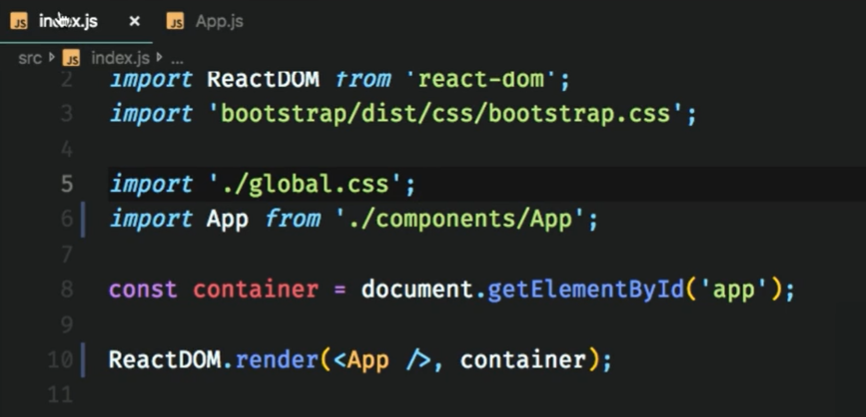 JS index.js × JS App.js
src JS index.js ...
2 import ReactDOM from 'react-dom';
3 import 'bootstrap/dist/css/bootstrap.css';
4
5 import './global.css';
6 import App from './components/App';
7
8 const container = document.getElementById('app');
9
10 ReactDOM.render(<App />, container);
11